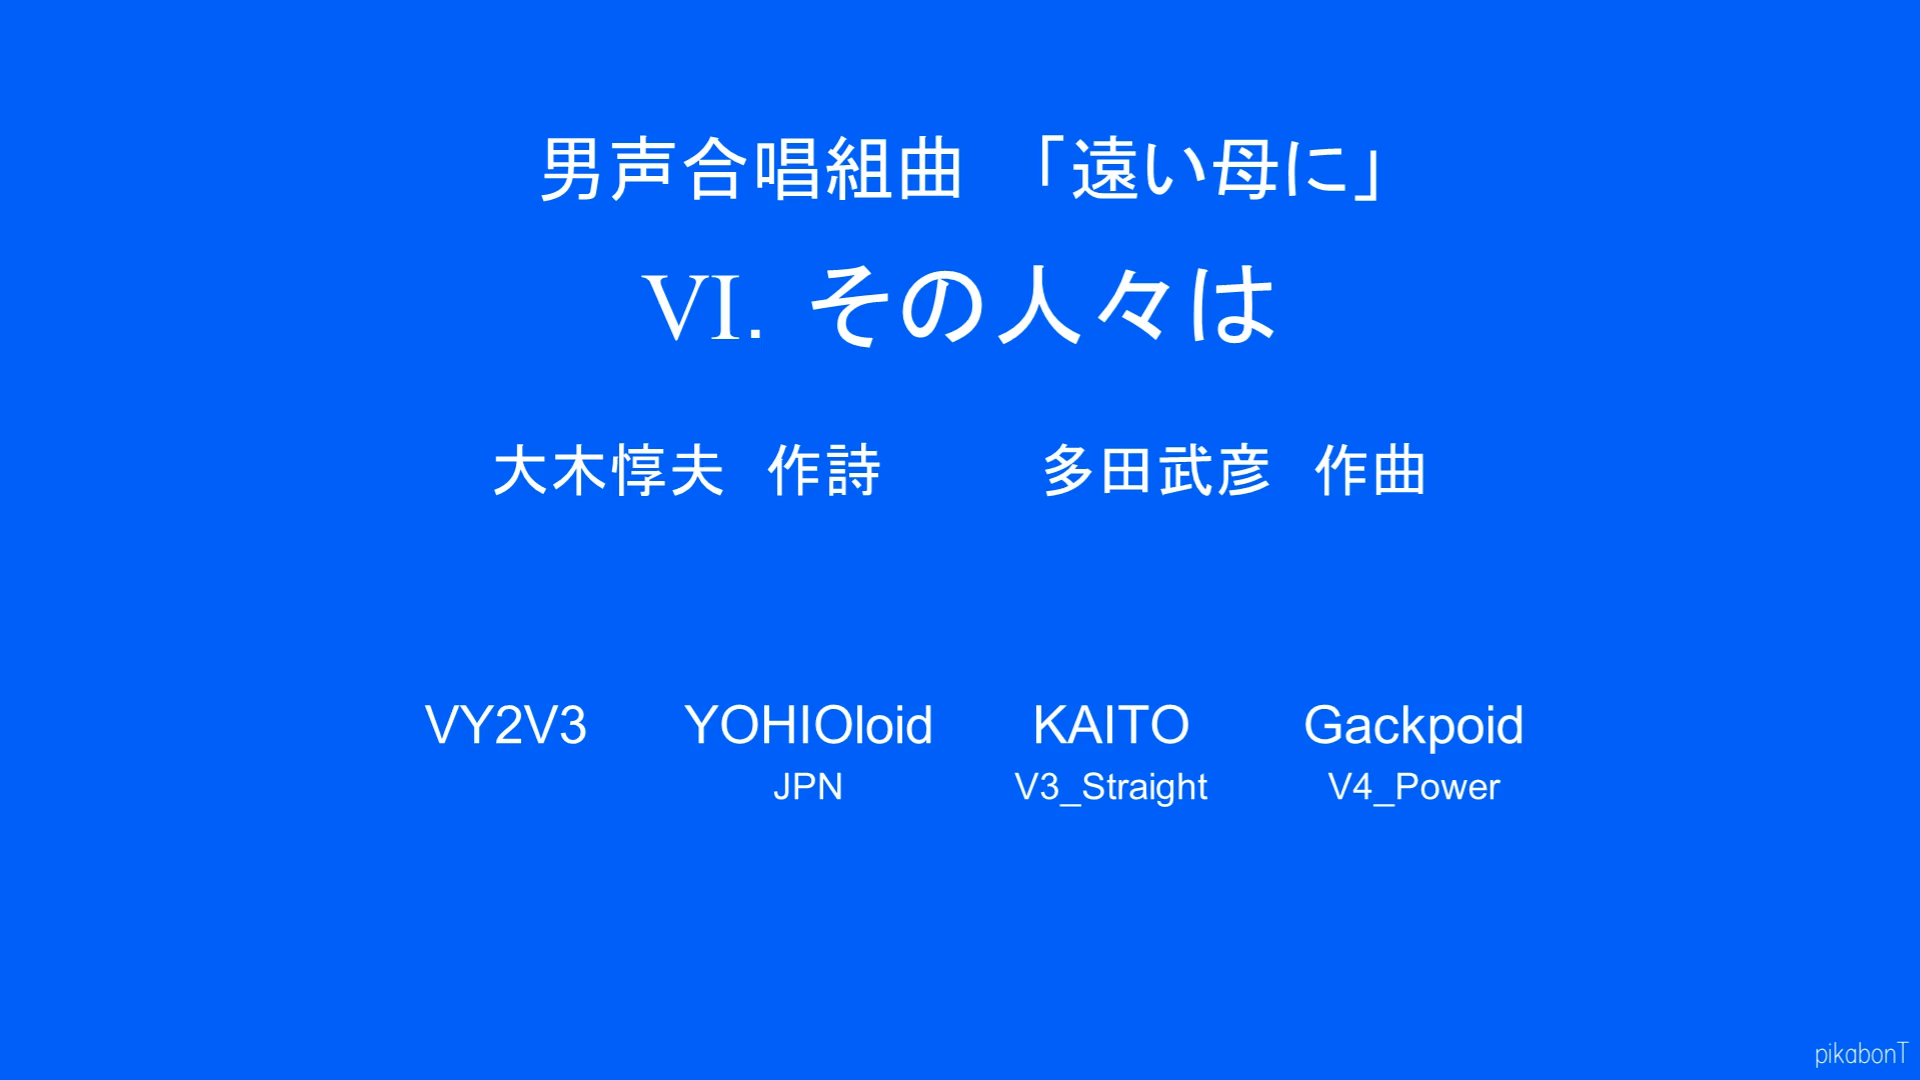 男声合唱組曲　「遠い母に」
Ⅵ. その人々は
大木惇夫　作詩　　　多田武彦　作曲
VY2V3　YOHIOloid　KAITO　Gackpoid
JPN　V3_Straight　V4_Power
pikabonT